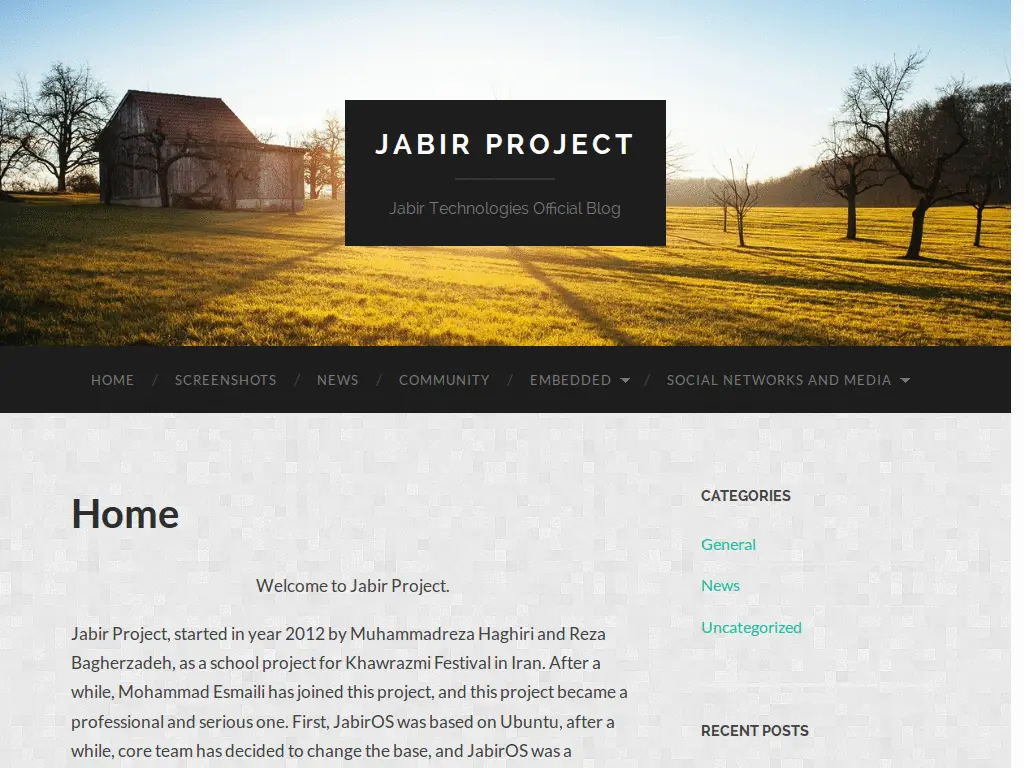 JABIR PROJECT
Jabir Technologies Official Blog
HOME / SCREENSHOTS / NEWS / COMMUNITY / EMBEDDED / SOCIAL NETWORKS AND MEDIA
Home
Welcome to Jabir Project.
Jabir Project, started in year 2012 by Muhammadreza Haghiri and Reza
Bagherzadeh, as a school project for Khawrazmi Festival in Iran. After a
while, Mohammad Esmaili has joined this project, and this project became a
professional and serious one. First, JabirOS was based on Ubuntu, after a
while, core team has decided to change the base, and JabirOS was a
CATEGORIES
General
News
Uncategorized
RECENT POSTS